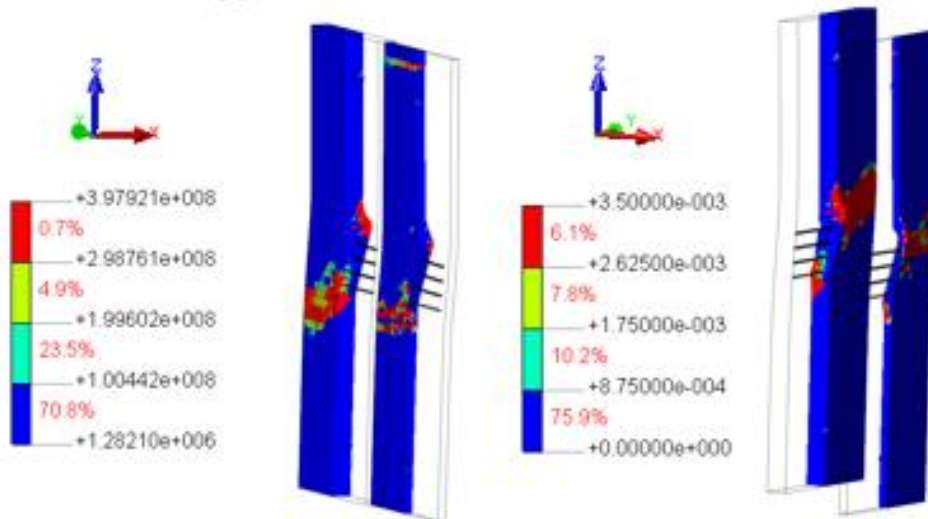 Z
Y
X
+3.97921e+008
0.7%
+2.98761e+008
4.9%
+1.99602e+008
23.5%
+1.00442e+008
70.8%
+1.28210e+006
Z
Y
X
+3.50000e-003
6.1%
+2.62500e-003
7.8%
+1.75000e-003
10.2%
+8.75000e-004
75.9%
+0.00000e+000